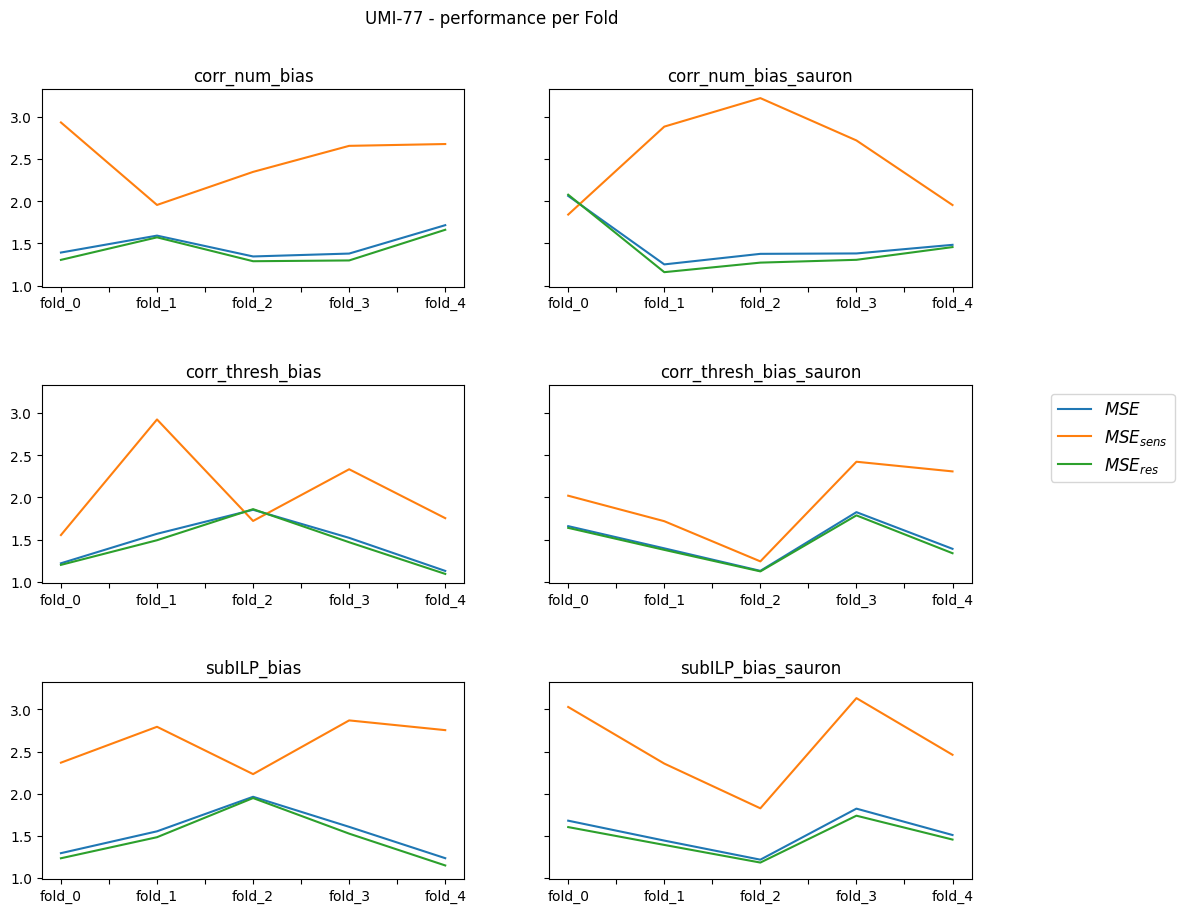 UMI-77 - performance per Fold
corr_num_bias
corr_num_bias_sauron
3.0
2.5
2.0
1.5
1.0
fold_0 fold_1 fold_2 fold_3 fold_4
fold_0 fold_1 fold_2 fold_3 fold_4
corr_thresh_bias
corr_thresh_bias_sauron
3.0
2.5
2.0
1.5
1.0
fold_0 fold_1 fold_2 fold_3 fold_4
fold_0 fold_1 fold_2 fold_3 fold_4
MSE
MSE_sens
MSE_res
subILP_bias
subILP_bias_sauron
3.0
2.5
2.0
1.5
1.0
fold_0 fold_1 fold_2 fold_3 fold_4
fold_0 fold_1 fold_2 fold_3 fold_4